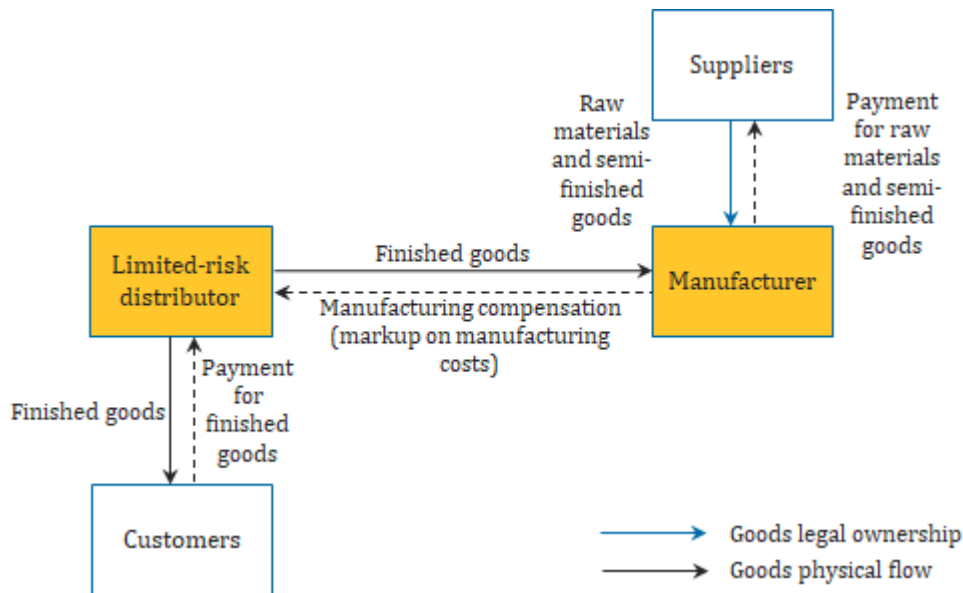 Suppliers
Raw
materials
and semi-
finished
goods
Payment
for raw
materials
and semi-
finished
goods
Limited-risk
distributor
Finished goods
Manufacturer
Manufacturing compensation
(markup on manufacturing
costs)
Finished goods
Payment
for
finished
goods
Customers
Goods legal ownership
Goods physical flow